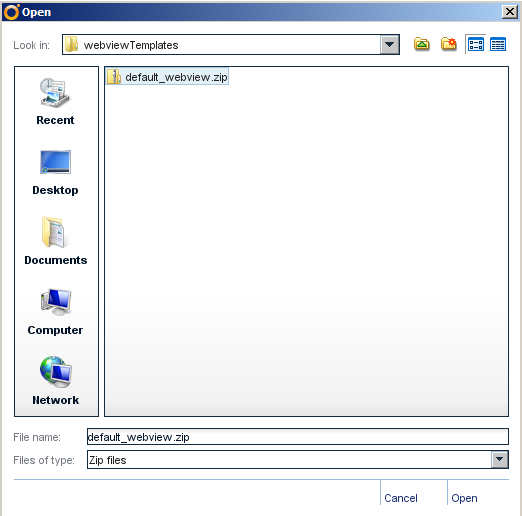 Open
Look in: webviewTemplates
default_webview.zip
Recent
Desktop
Documents
Computer
Network
File name: default_webview.zip
Files of type: Zip files
Cancel Open